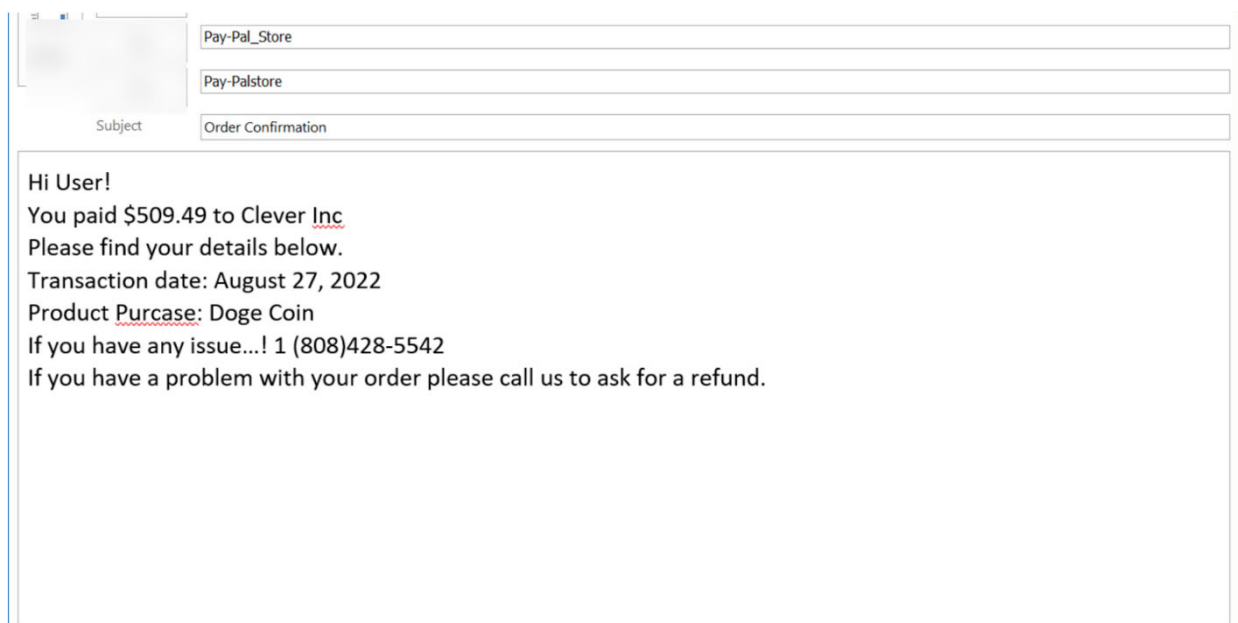 Pay-Pal_Store
Pay-Palstore
Subject
Order Confirmation
Hi User!
You paid $509.49 to Clever Inc
Please find your details below.
Transaction date: August 27, 2022
Product Purcase: Doge Coin
If you have any issue...! 1 (808)428-5542
If you have a problem with your order please call us to ask for a refund.